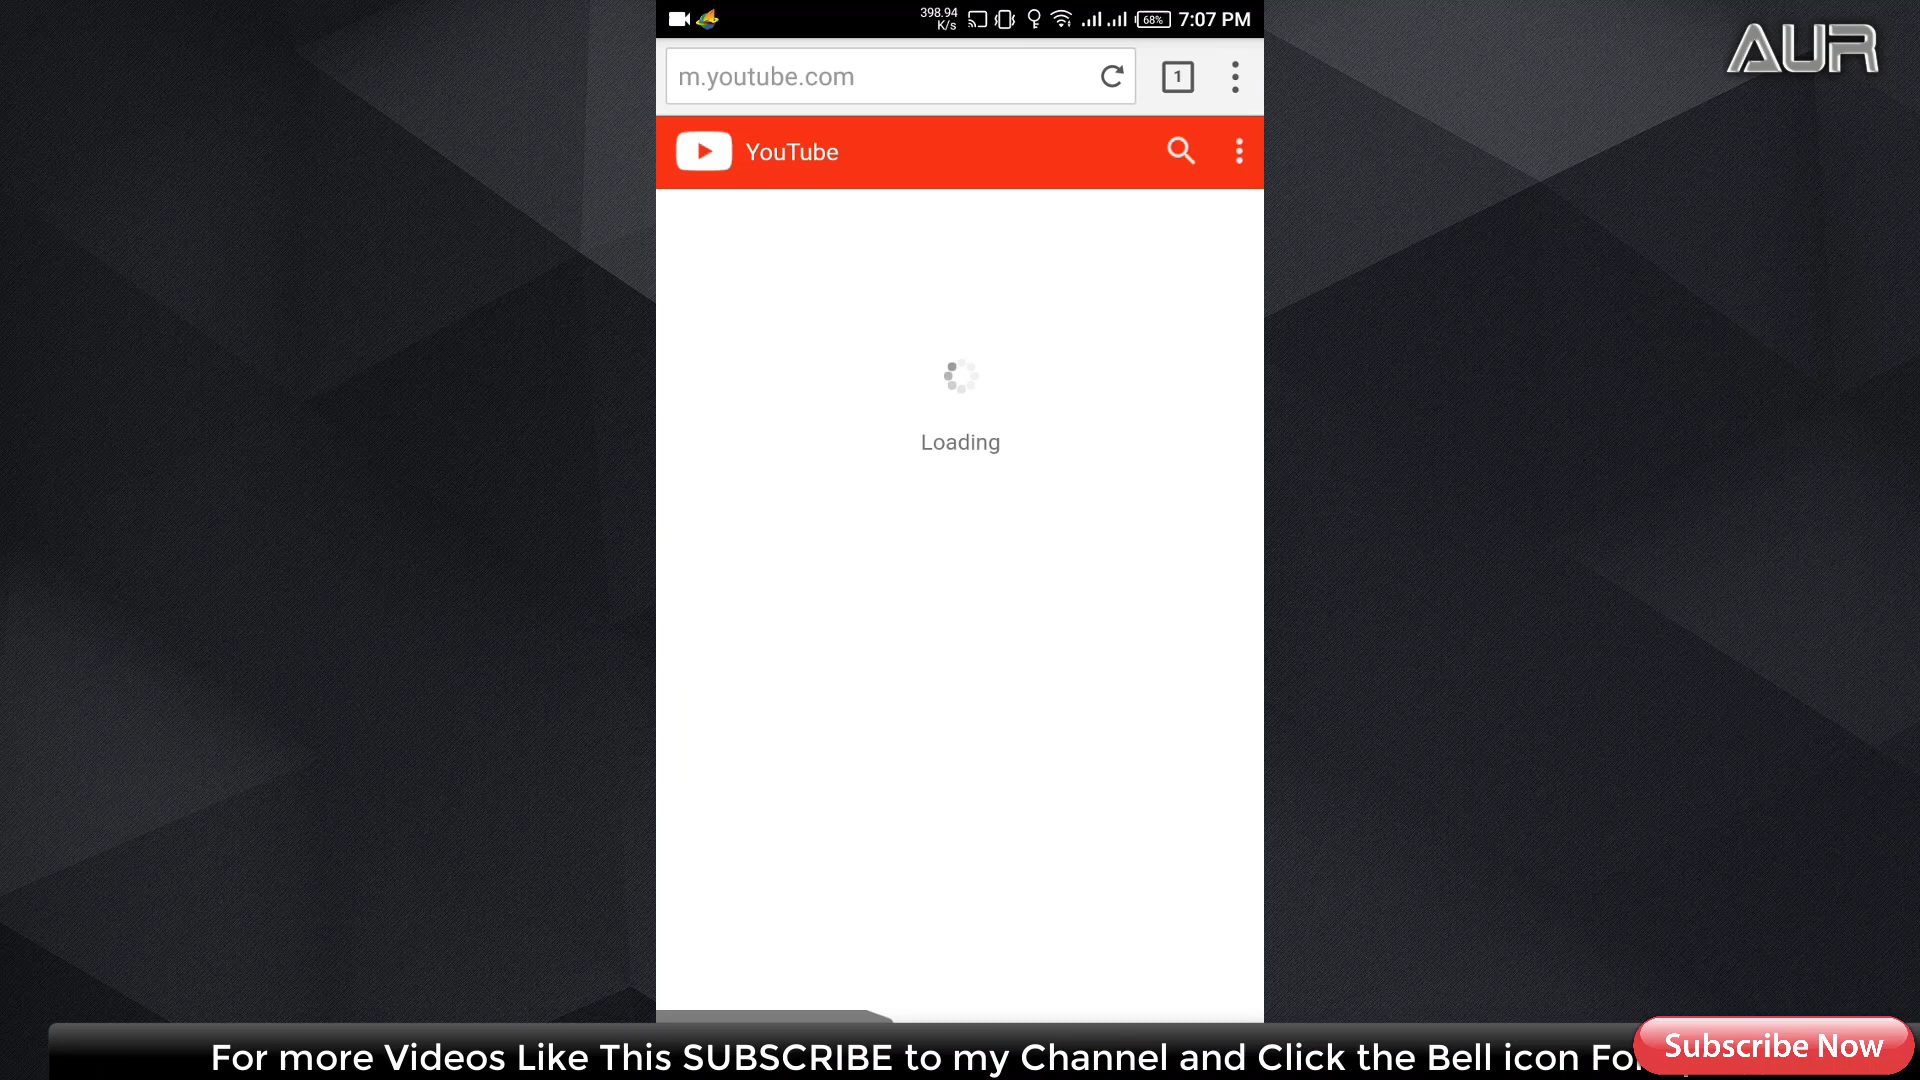 398.94
K/s
68%
7:07 PM
AUR
m.youtube.com
1
YouTube
Loading
For more Videos Like This SUBSCRIBE to my Channel and Click the Bell icon
Subscribe Now